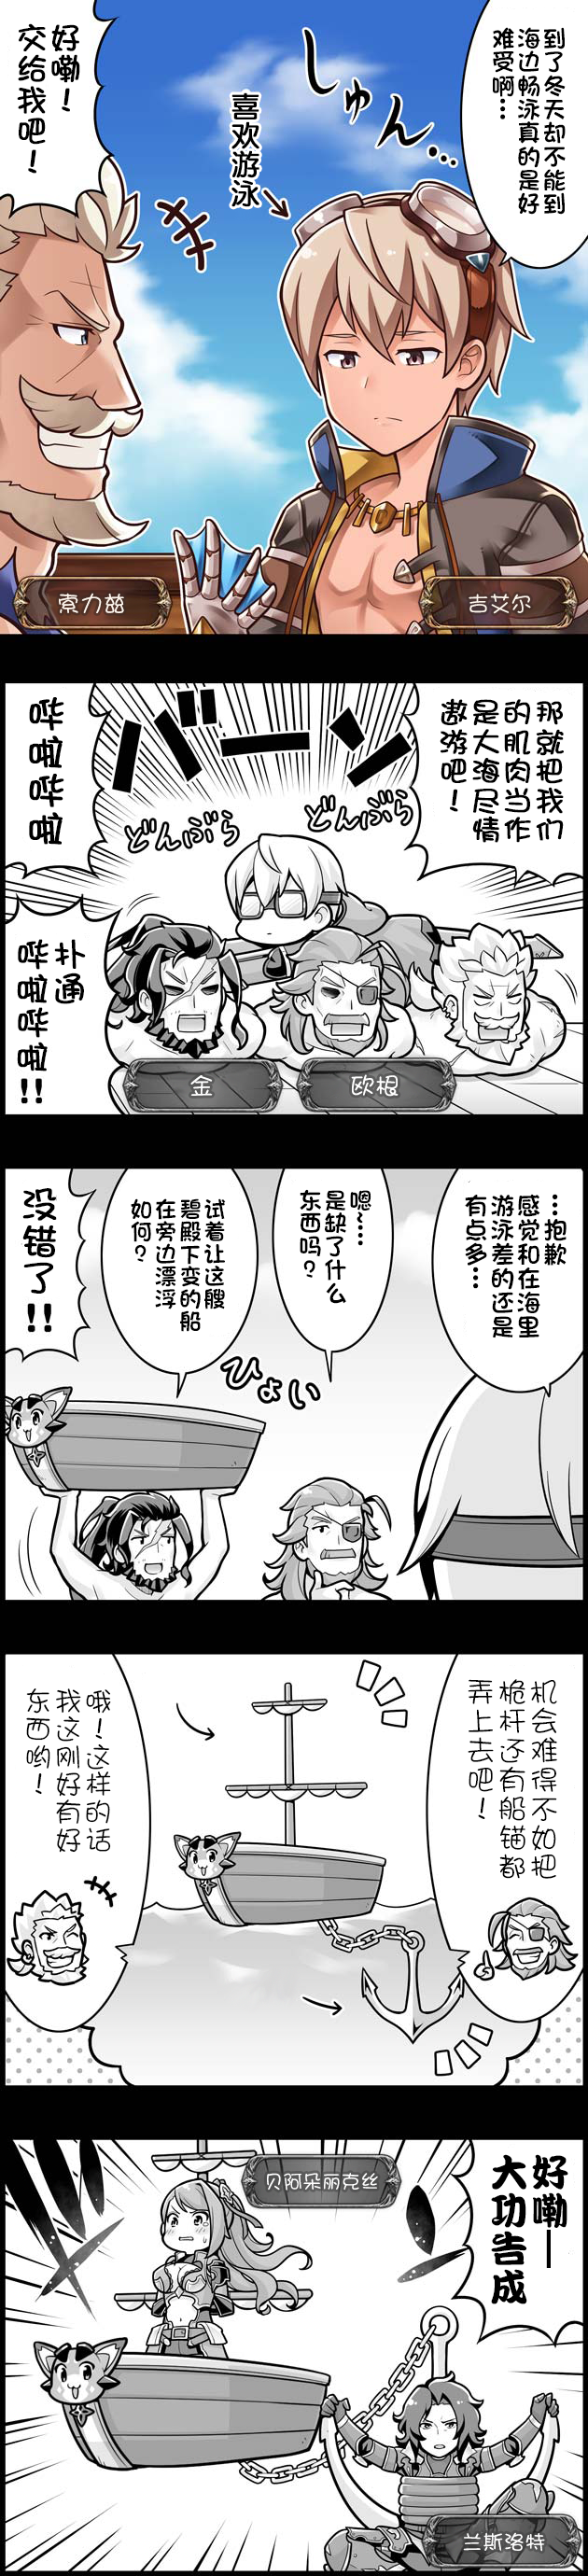 到了冬天却不能到
海边畅泳真的是好
难受啊…
しゅん…
喜欢游泳
好嘞！
交给我吧！
索力兹
吉艾尔
那就把我们
的肌肉当作
是大海尽情
遨游吧！
バーン
どんぶら
どんぶら
哗啦哗啦
扑通
哗啦哗啦!!
金
欧根
…抱歉
感觉和在海里
游泳差的还是
有点多…
嗯~…
是缺了什么
东西吗？
试着让这艘
碧殿下变的船
在旁边漂浮
如何？
ひょい
没错了!!
机会难得不如把
桅杆还有船锚都
弄上去吧！
哦！这样的话
我这刚好有好
东西哟！
好嘞—
大功告成
贝阿朵丽克丝
兰斯洛特